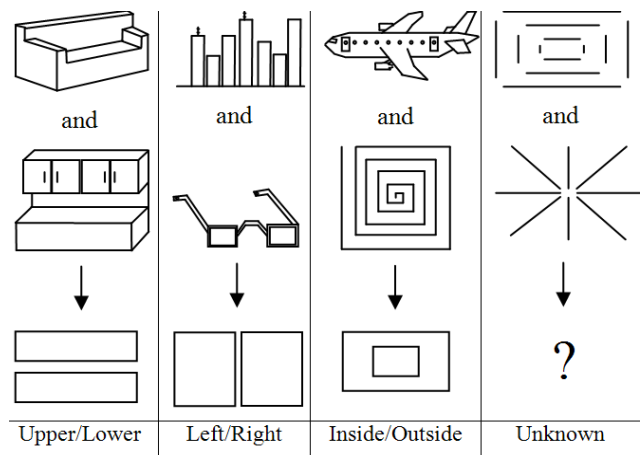 and and and and
?
Upper/Lower Left/Right Inside/Outside Unknown